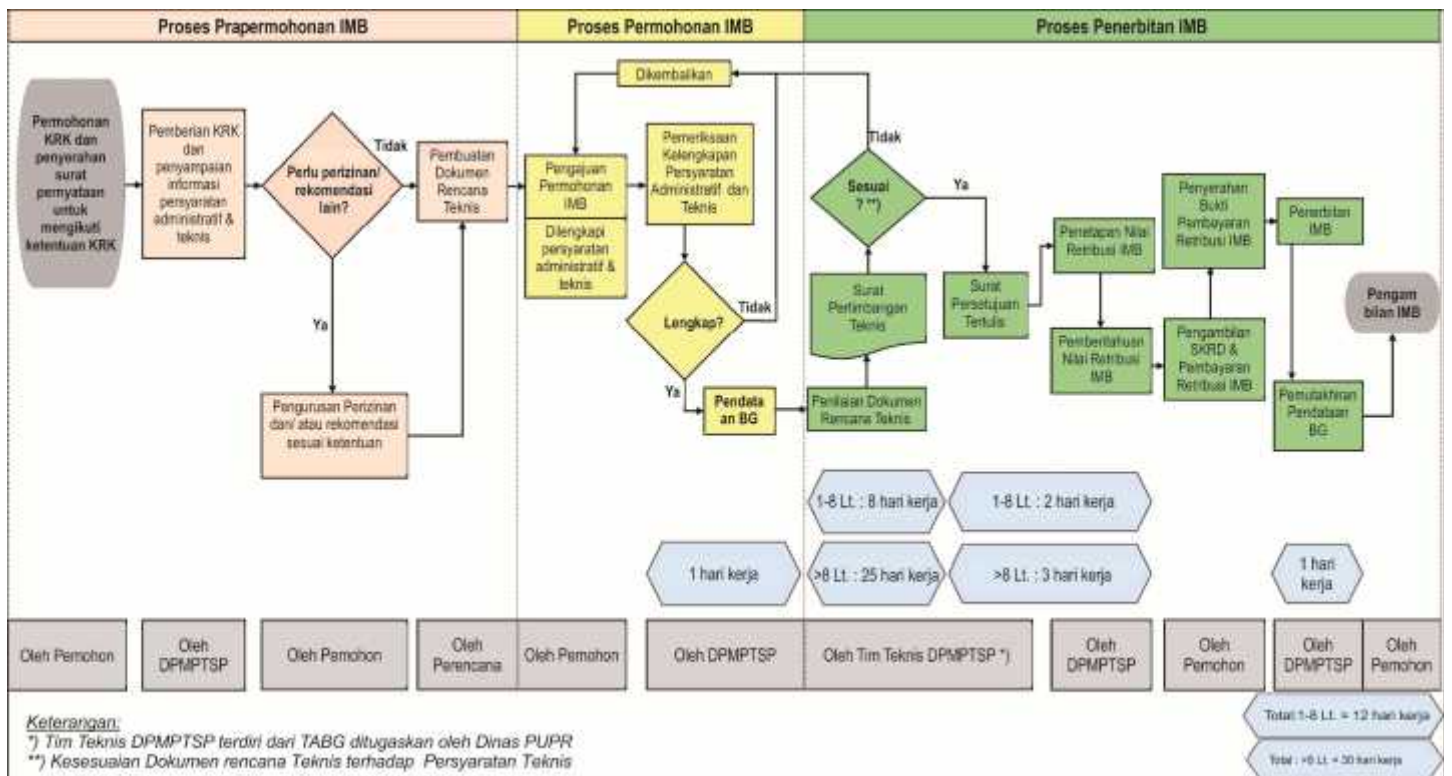 Proses Prapermohonan IMB
Proses Permohonan IMB
Proses Penerbitan IMB
Permohonan
KRK dan
penyerahan
surat
pernyataan
untuk
mengikuti
ketentuan KRK
Pemberian KRK
dan
penyampaian
informasi
persyaratan
administratif &
teknis
Perlu perizinan/
rekomendasi
lain?
Tidak
Ya
Pengurusan Perizinan
dan/ atau rekomendasi
sesuai ketentuan
Pembuatan
Dokumen
Rencana
Teknis
Dikembalikan
Pengajuan
Permohonan
IMB
Dilengkapi
persyaratan
administratif &
teknis
Pemeriksaan
Kelengkapan
Persyaratan
Administratif dan
Teknis
Lengkap?
Tidak
Ya
Pendata
an BG
Penilaian Dokumen
Rencana Teknis
Surat
Pertimbangan
Teknis
Sesuai
? **)
Tidak
Ya
Surat
Persetujuan
Tertulis
Penetapan Nilai
Retribusi IMB
Pemberitahuan
Nilai Retribusi
IMB
Pengambilan
SKRD &
Pembayaran
Retribusi IMB
Penyerahan
Bukti
Pembayaran
Retribusi IMB
Penerbitan
IMB
Pemutakhiran
Pendataan
BG
Pengam
bilan IMB
1-8 Lt. : 8 hari kerja
1-8 Lt. : 2 hari kerja
1 hari kerja
>8 Lt. : 25 hari kerja
>8 Lt. : 3 hari kerja
1 hari
kerja
Oleh Pemohon
Oleh
DPMPTSP
Oleh Pemohon
Oleh
Perencana
Oleh Pemohon
Oleh DPMPTSP
Oleh Tim Teknis DPMPTSP *)
Oleh
DPMPTSP
Oleh
Pemohon
Oleh
DPMPTSP
Oleh
Pemohon
Total 1-8 Lt. = 12 hari kerja
Total : >8 Lt. = 30 hari kerja
Keterangan:
*) Tim Teknis DPMPTSP terdiri dari TABG ditugaskan oleh Dinas PUPR
**) Kesesuaian Dokumen rencana Teknis terhadap Persyaratan Teknis